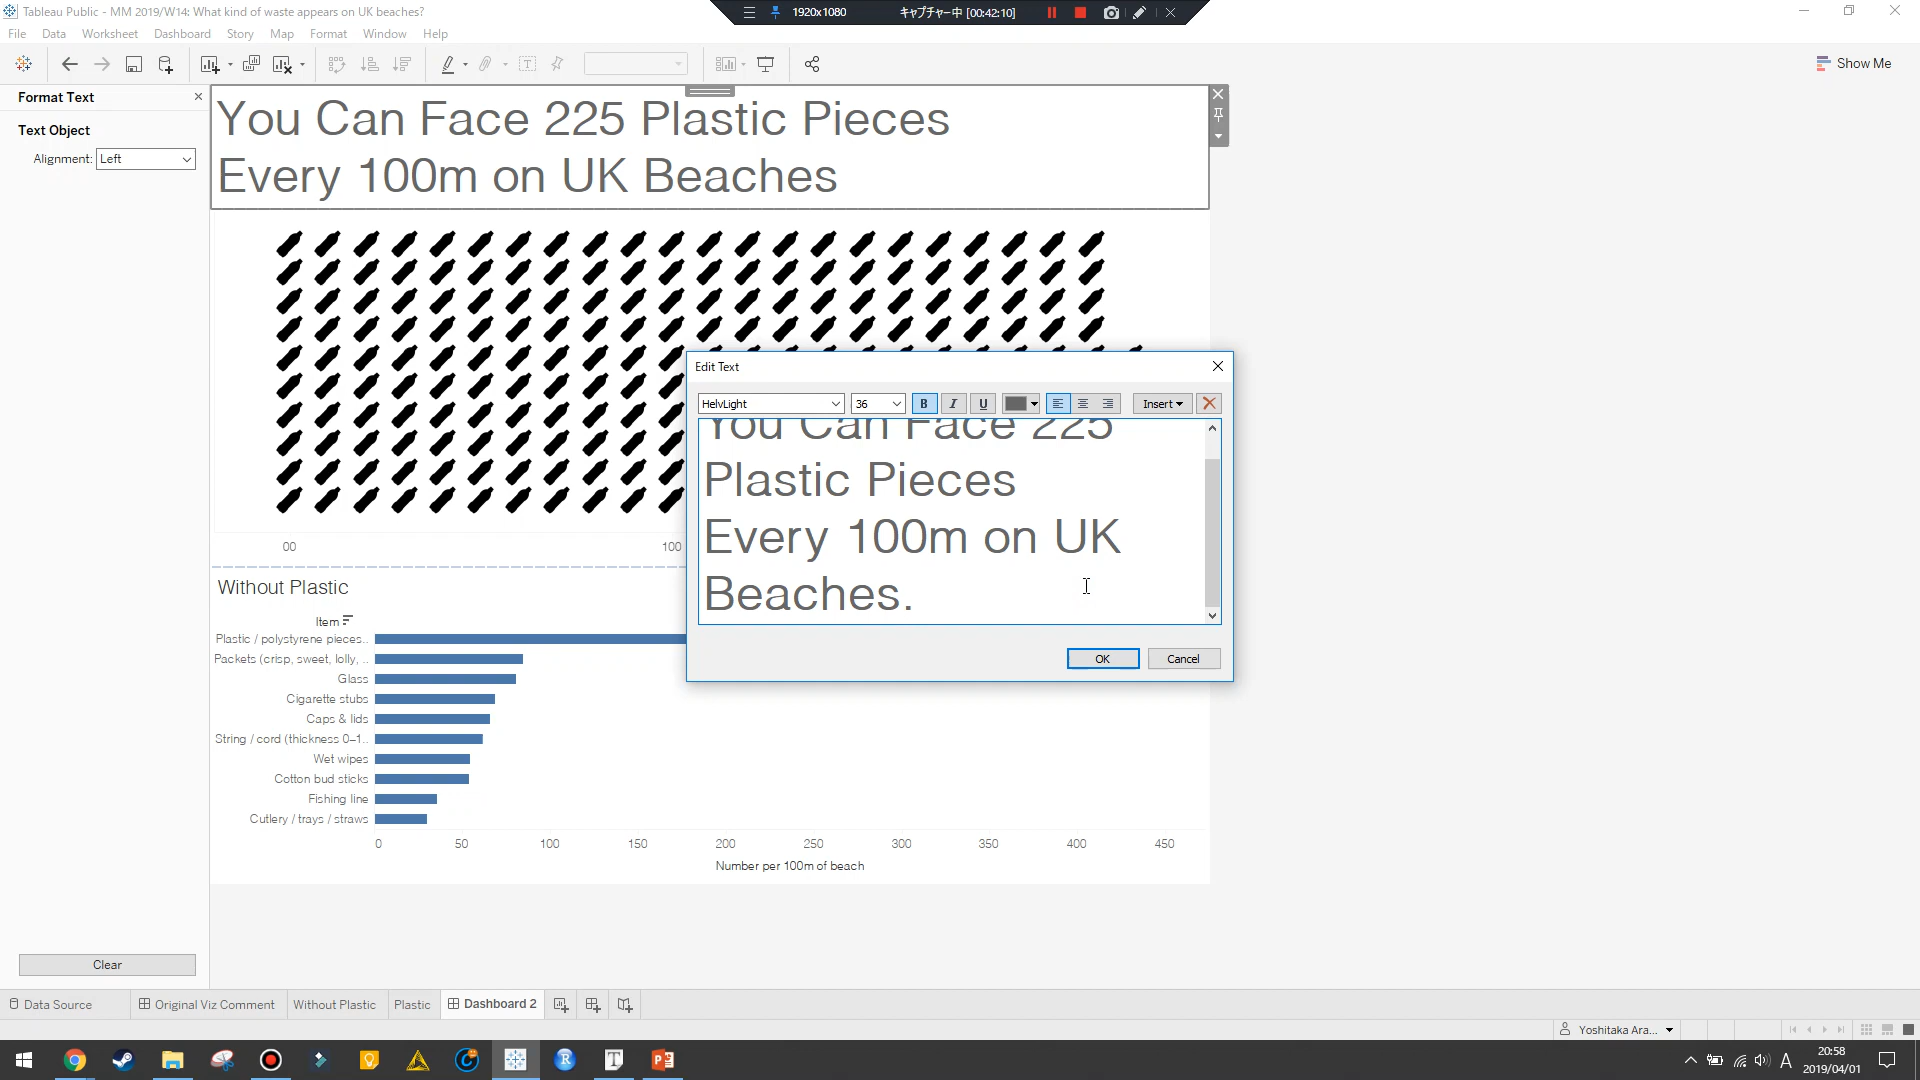 Tableau Public - MM 2019/W14: What kind of waste appears on UK beaches?
1920x1080
キャプチャー中 [00:42:10]
File Data Worksheet Dashboard Story Map Format Window Help
Show Me
Format Text
Text Object
Alignment: Left
You Can Face 225 Plastic Pieces
Every 100m on UK Beaches
00
100
Edit Text
HelvLight
36
B
I
U
Insert
You Can Face 225
Plastic Pieces
Every 100m on UK
Beaches.
OK
Cancel
Without Plastic
Item
Plastic / polystyrene pieces..
Packets (crisp, sweet, lolly, ..
Glass
Cigarette stubs
Caps & lids
String / cord (thickness 0-1..
Wet wipes
Cotton bud sticks
Fishing line
Cutlery / trays / straws
0 50 100 150 200 250 300 350 400 450
Number per 100m of beach
Clear
Data Source
Original Viz Comment
Without Plastic
Plastic
Dashboard 2
Yoshitaka Ara...
A
20:58
2019/04/01